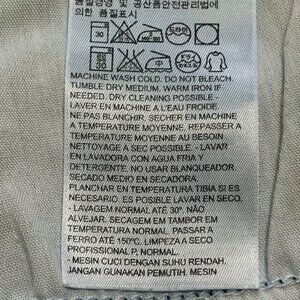 품질경영 및 공산품안전관리법에
의한 품질표시
MACHINE WASH COLD. DO NOT BLEACH.
TUMBLE DRY MEDIUM. WARM IRON IF
NEEDED. DRY CLEANING POSSIBLE -
LAVER EN MACHINE A L'EAU FROIDE.
NE PAS BLANCHIR. SECHER EN MACHINE
A TEMPERATURE MOYENNE. REPASSER A
TEMPERATURE MOYENNE AU BESOIN
NETTOYAGE A SEC POSSIBLE - LAVAR
EN LAVADORA CON AGUA FRIA Y
DETERGENTE. NO USAR BLANQUEADOR.
SECADO MEDIO EN SECADORA
PLANCHAR EN TEMPERATURA TIBIA SI ES
NECESARIO. ES POSIBLE LAVAR EN SECO.
- LAVAGEM NORMAL ATÉ 30º. NÃO
ALVEJAR. SECAGEM EM TAMBOR EM
TEMPERATURA NORMAL. PASSAR A
FERRO ATÉ 150ºC. LIMPEZA A SECO
PROFISSIONAL P, NORMAL.
- MESIN CUCI DENGAN SUHU RENDAH.
JANGAN GUNAKAN PEMUTIH. MESIN